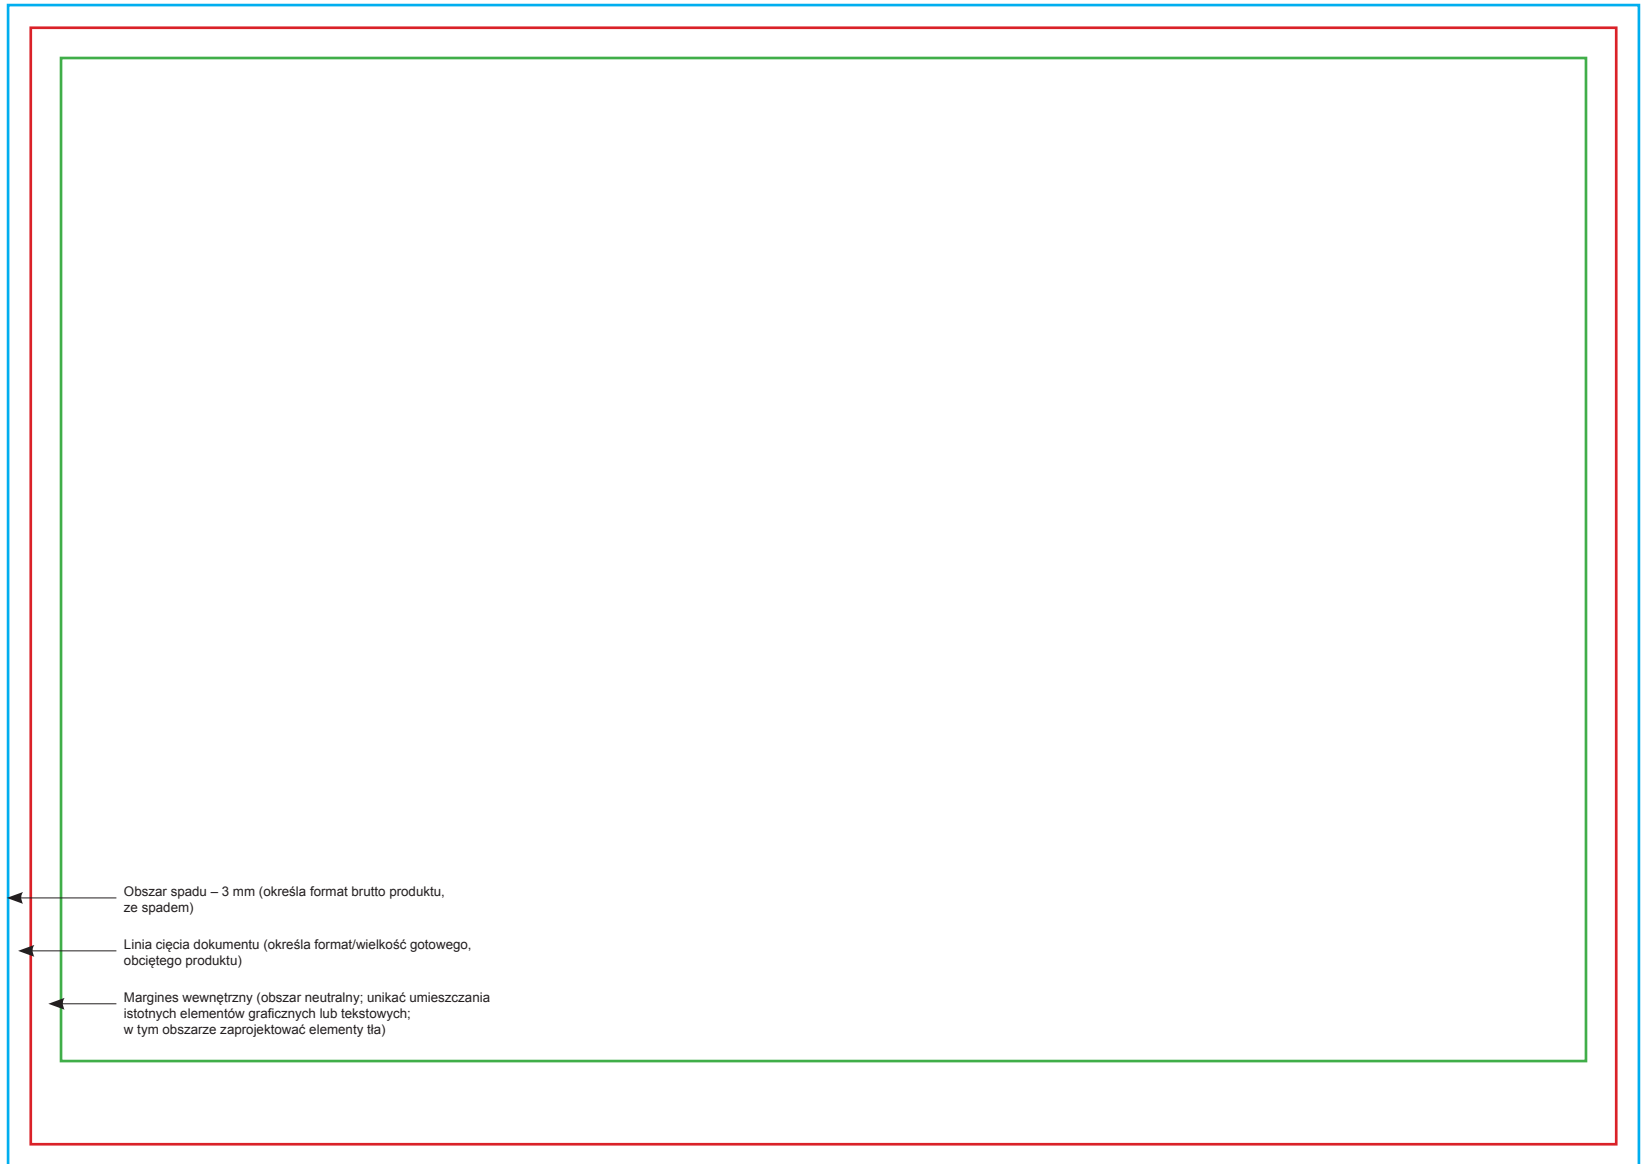 Obszar spadu – 3 mm (określa format brutto produktu,
ze spadem)
Linia cięcia dokumentu (określa format/wielkość gotowego,
obciętego produktu)
Margines wewnętrzny (obszar neutralny; unikać umieszczania
istotnych elementów graficznych lub tekstowych;
w tym obszarze zaprojektować elementy tła)